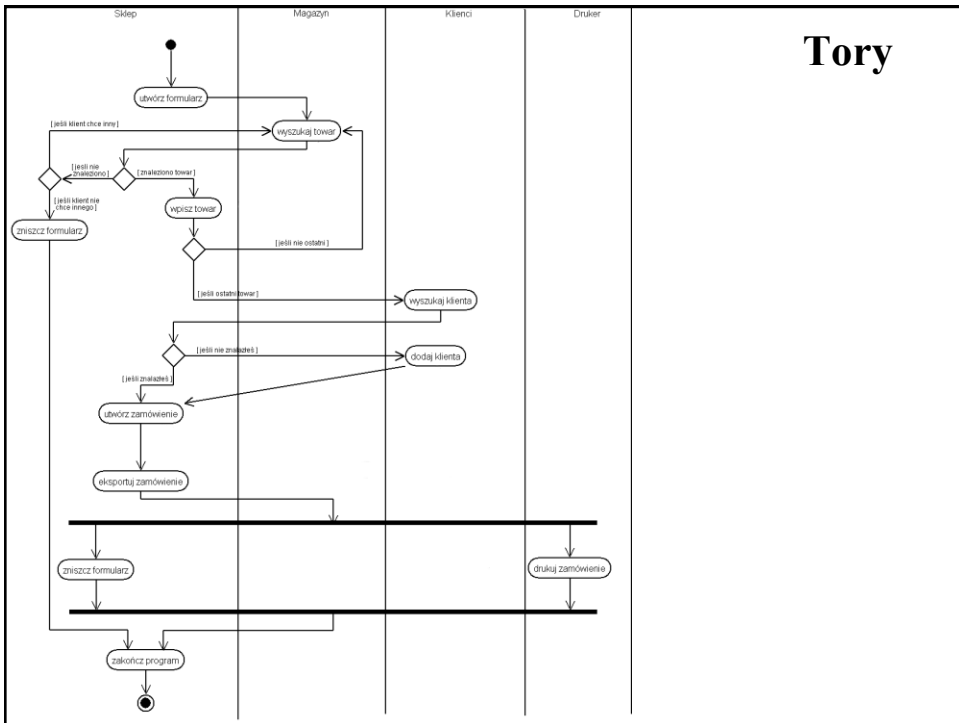 Sklep
Magazyn
Klienci
Druker
Tory
utwórz formularz
[ jeśli klient chce inny]
wyszukaj towar
[ jesli nie
znaleziono ]
[ znaleziono towar]
[ jeśli klient nie
chce innego ]
wpisz towar
zniszcz formularz
[ jeśli nie ostatni ]
[ jeśli ostatni towar ]
wyszukaj klienta
[ jeśli nie znalazłeś ]
dodaj klienta
[ jeśli znalazłeś ]
utwórz zamówienie
eksportuj zamówienie
zniszcz formularz
drukuj zamówienie
zakończ program